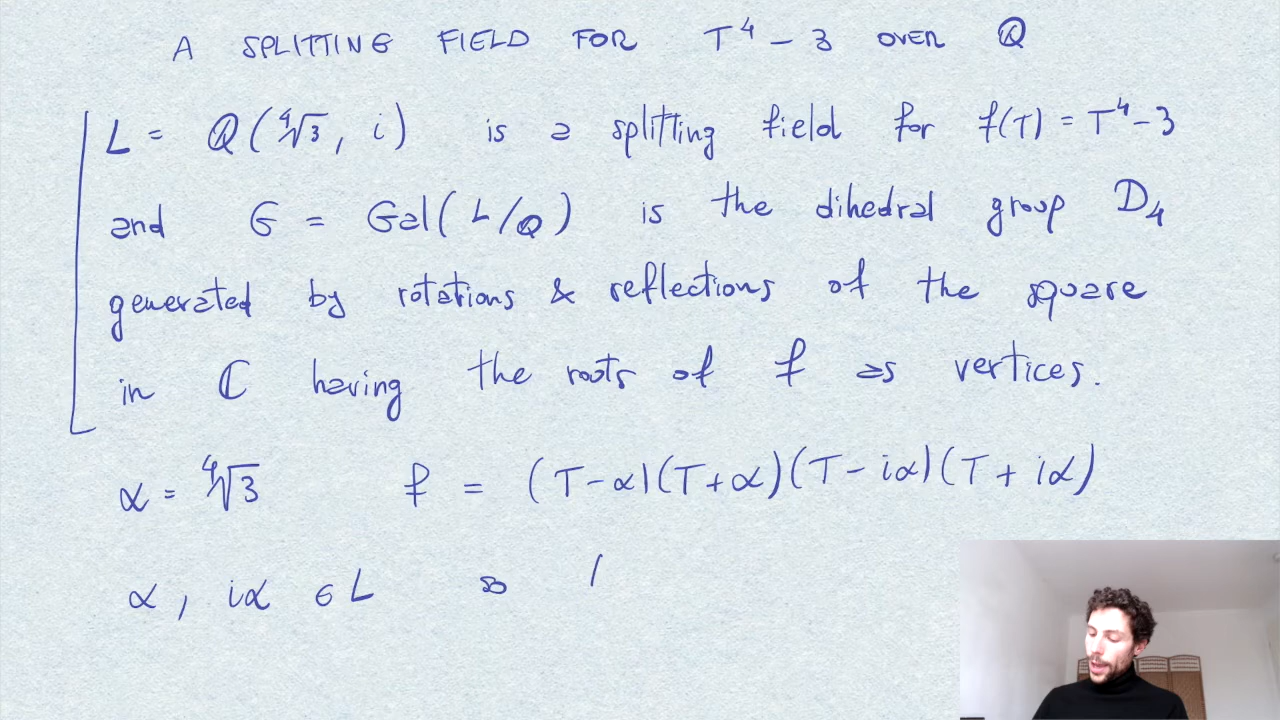 A SPLITTING FIELD FOR T⁴ - 3 OVER ℚ
L = ℚ(∜3, i) is a splitting field for f(T) = T⁴-3
and G = Gal(L/ℚ) is the dihedral group D₄
generated by rotations & reflections of the square
in ℂ having the roots of f as vertices.
α = ∜3 f = (T-α)(T+α)(T-iα)(T+iα)
α, iα ∈ L so